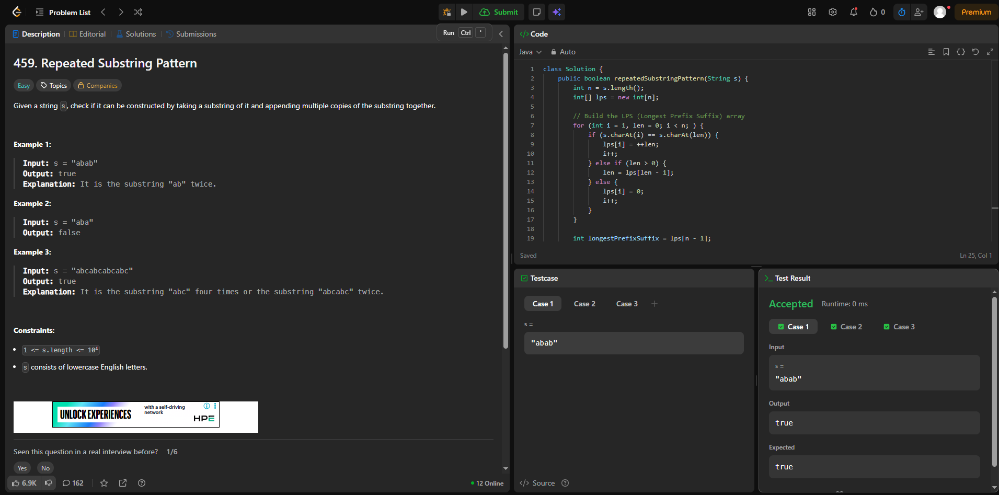 Problem List
Submit
0
Premium
Description
Editorial
Solutions
Submissions
Run Ctrl '
459. Repeated Substring Pattern
Easy
Topics
Companies
Given a string s, check if it can be constructed by taking a substring of it and appending multiple copies of the substring together.
Example 1:
Input: s = "abab"
Output: true
Explanation: It is the substring "ab" twice.
Example 2:
Input: s = "aba"
Output: false
Example 3:
Input: s = "abcabcabcabc"
Output: true
Explanation: It is the substring "abc" four times or the substring "abcabc" twice.
Constraints:
1 <= s.length <= 10⁴
s consists of lowercase English letters.
UNLOCK EXPERIENCES
with a self-driving
network
HPE
Seen this question in a real interview before? 1/6
Yes
No
6.9K
162
12 Online
</> Code
Java
Auto
1 class Solution {
2 public boolean repeatedSubstringPattern(String s) {
3 int n = s.length();
4 int[] lps = new int[n];
5
6 // Build the LPS (Longest Prefix Suffix) array
7 for (int i = 1, len = 0; i < n; ) {
8 if (s.charAt(i) == s.charAt(len)) {
9 lps[i] = ++len;
10 i++;
11 } else if (len > 0) {
12 len = lps[len - 1];
13 } else {
14 lps[i] = 0;
15 i++;
16 }
17 }
18
19 int longestPrefixSuffix = lps[n - 1];
Saved
Ln 25, Col 1
Testcase
Case 1
Case 2
Case 3
s =
"abab"
</> Source
Test Result
Accepted
Runtime: 0 ms
Case 1
Case 2
Case 3
Input
s =
"abab"
Output
true
Expected
true